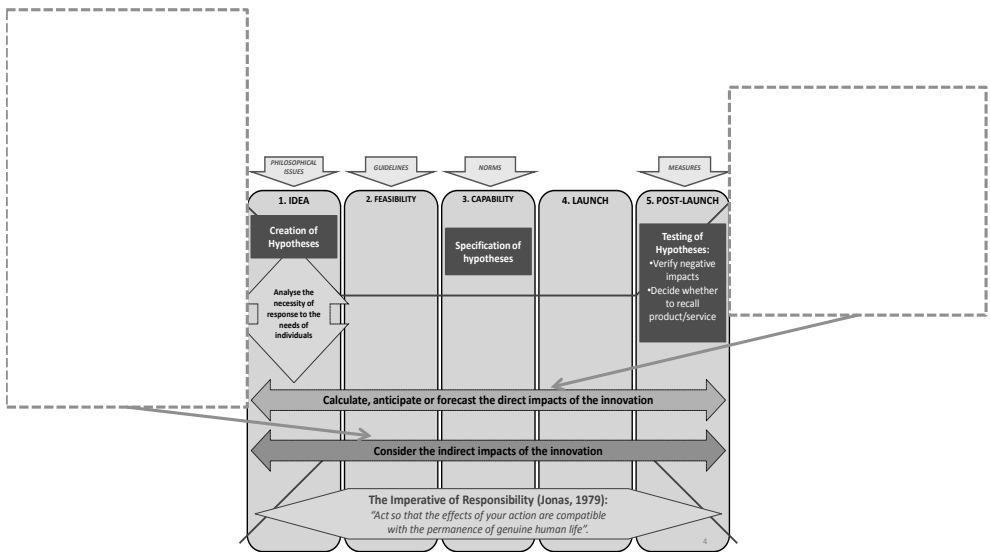 PHILOSOPHICAL
ISSUES
GUIDELINES
NORMS
MEASURES
1. IDEA
2. FEASIBILITY
3. CAPABILITY
4. LAUNCH
5. POST-LAUNCH
Creation of
Hypotheses
Specification of
hypotheses
Testing of
Hypotheses:
•Verify negative
impacts
•Decide whether
to recall
product/service
Analyse the
necessity of
response to the
needs of
individuals
Calculate, anticipate or forecast the direct impacts of the innovation
Consider the indirect impacts of the innovation
The Imperative of Responsibility (Jonas, 1979):
"Act so that the effects of your action are compatible
with the permanence of genuine human life".
4